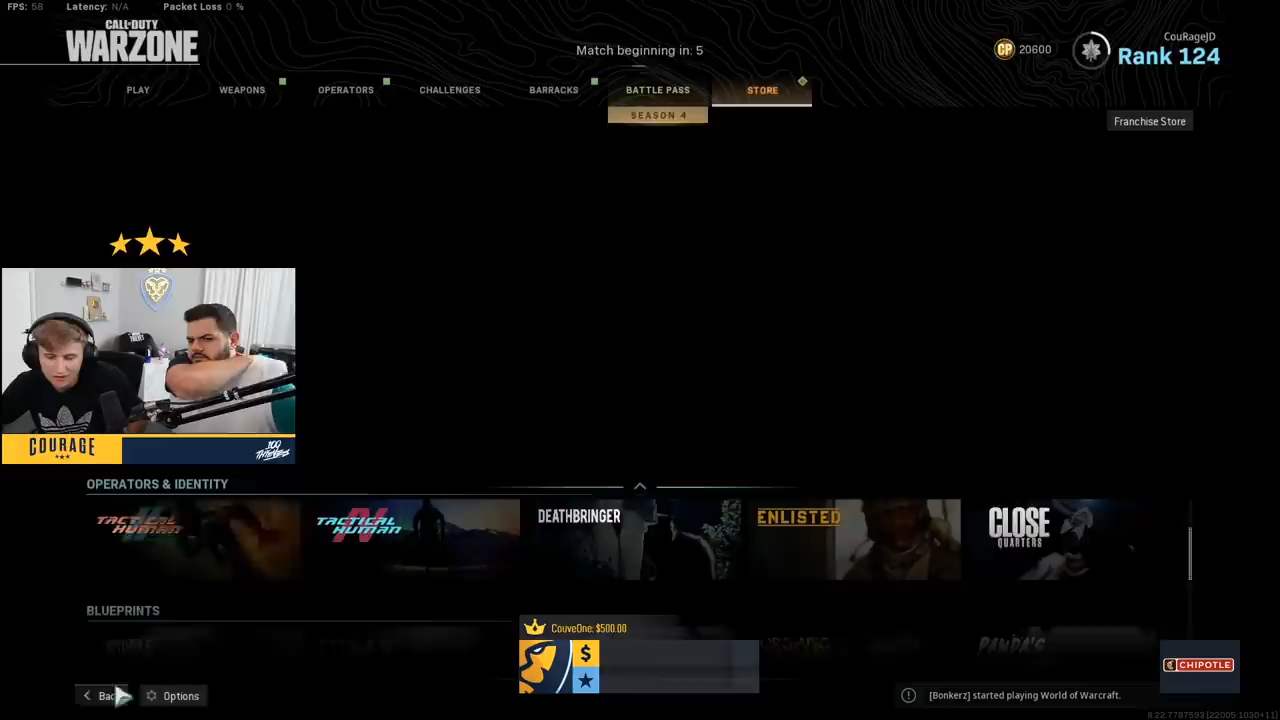 FPS: 58 Latency: N/A Packet Loss 0 %
CALL·DUTY
WARZONE
Match beginning in: 5
CP 20600
CouRageJD
Rank 124
PLAY WEAPONS OPERATORS CHALLENGES BARRACKS BATTLE PASS STORE
SEASON 4
Franchise Store
COURAGE
100
THIEVES
OPERATORS & IDENTITY
TACTICAL
HUMAN
TACTICAL
HUMAN
DEATHBRINGER
ENLISTED
CLOSE
QUARTERS
BLUEPRINTS
PANDA'S
CouveOne: $500.00
$
CHIPOTLE
Options
[Bonkerz] started playing World of Warcraft.